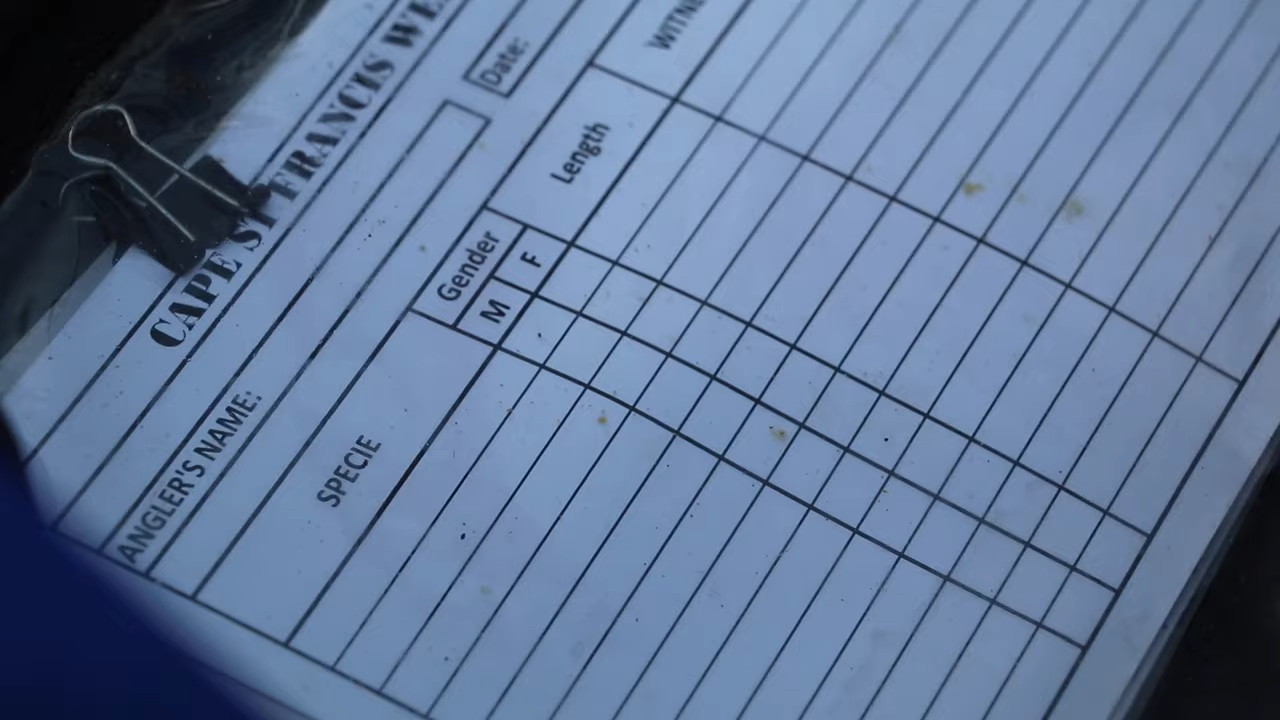 CAPE ST FRANCIS
Date:
ANGLER'S NAME:
SPECIE
Gender
M
F
Length